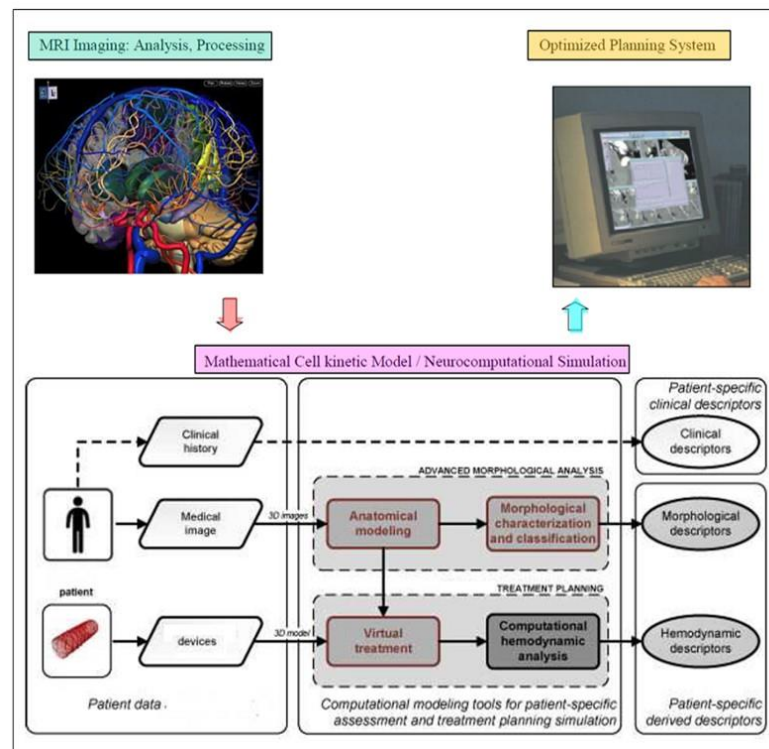 MRI Imaging: Analysis, Processing
Optimized Planning System
Mathematical Cell kinetic Model / Neurocomputational Simulation
Patient-specific
clinical descriptors
Clinical
history
Clinical
descriptors
ADVANCED MORPHOLOGICAL ANALYSIS
Medical
image
3D images
Anatomical
modeling
Morphological
characterization
and classification
Morphological
descriptors
patient
TREATMENT PLANNING
devices
3D model
Virtual
treatment
Computational
hemodynamic
analysis
Hemodynamic
descriptors
Patient data .
Computational modeling tools for patient-specific
assessment and treatment planning simulation
Patient-specific
derived descriptors